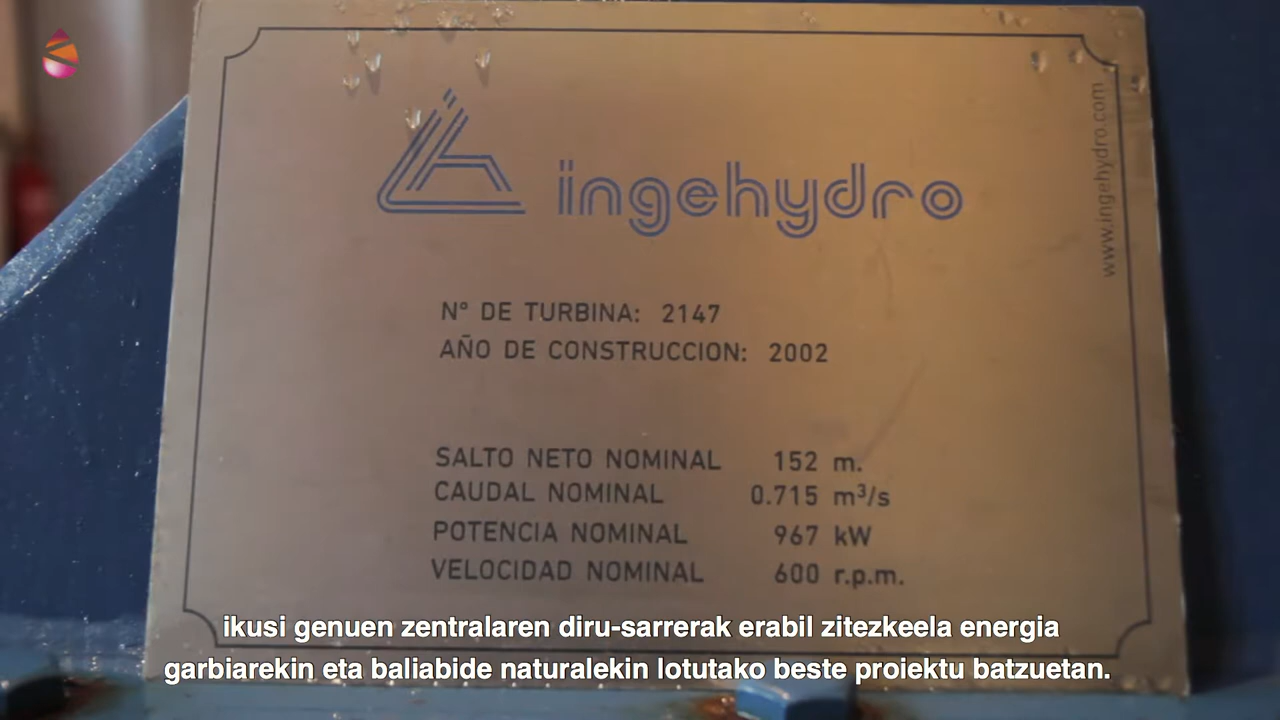 ingehydro
www.ingehydro.com
Nº DE TURBINA: 2147
AÑO DE CONSTRUCCION: 2002
SALTO NETO NOMINAL 152 m.
CAUDAL NOMINAL 0.715 m³/s
POTENCIA NOMINAL 967 kW
VELOCIDAD NOMINAL 600 r.p.m.
ikusi genuen zentralaren diru-sarrerak erabil zitezkeela energia
garbiarekin eta baliabide naturalekin lotutako beste proiektu batzuetan.